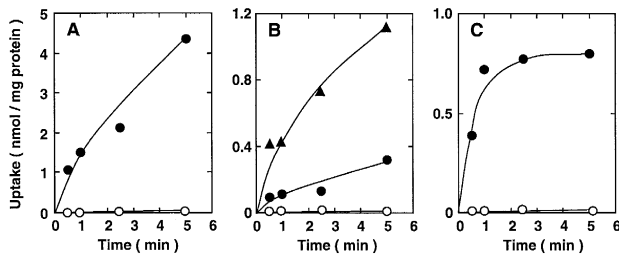 A
B
C
Uptake ( nmol / mg protein )
5
4
3
2
1
0
0 1 2 3 4 5 6
Time ( min )
1.2
0.8
0.4
0
0 1 2 3 4 5 6
Time ( min )
1.0
0.5
0
0 1 2 3 4 5 6
Time ( min )